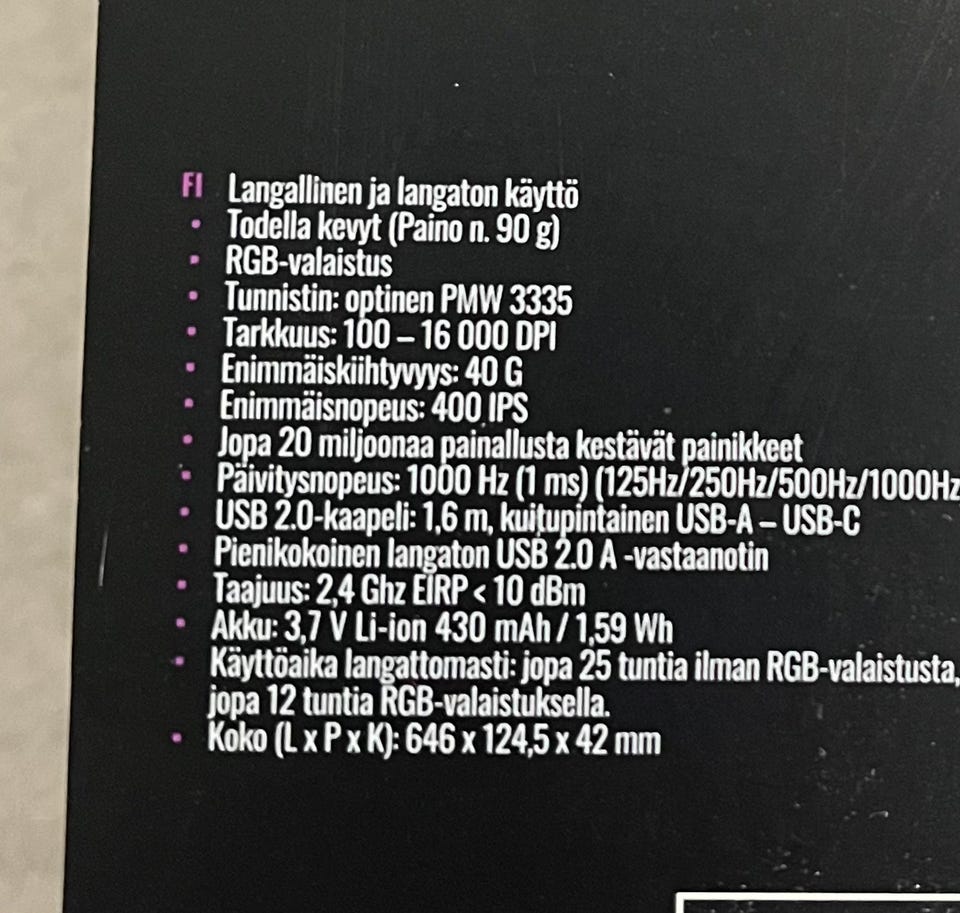 FI Langallinen ja langaton käyttö
• Todella kevyt (Paino n. 90 g)
• RGB-valaistus
• Tunnistin: optinen PMW 3335
• Tarkkuus: 100 – 16 000 DPI
• Enimmäiskiihtyvyys: 40 G
• Enimmäisnopeus: 400 IPS
• Jopa 20 miljoonaa painallusta kestävät painikkeet
• Päivitysnopeus: 1000 Hz (1 ms) (125Hz/250Hz/500Hz/1000Hz
• USB 2.0-kaapeli: 1,6 m, kuitupintainen USB-A – USB-C
• Pienikokoinen langaton USB 2.0 A -vastaanotin
• Taajuus: 2,4 Ghz EIRP < 10 dBm
• Akku: 3,7 V Li-ion 430 mAh / 1,59 Wh
• Käyttöaika langattomasti: jopa 25 tuntia ilman RGB-valaistusta,
jopa 12 tuntia RGB-valaistuksella.
• Koko (L x P x K): 646 x 124,5 x 42 mm